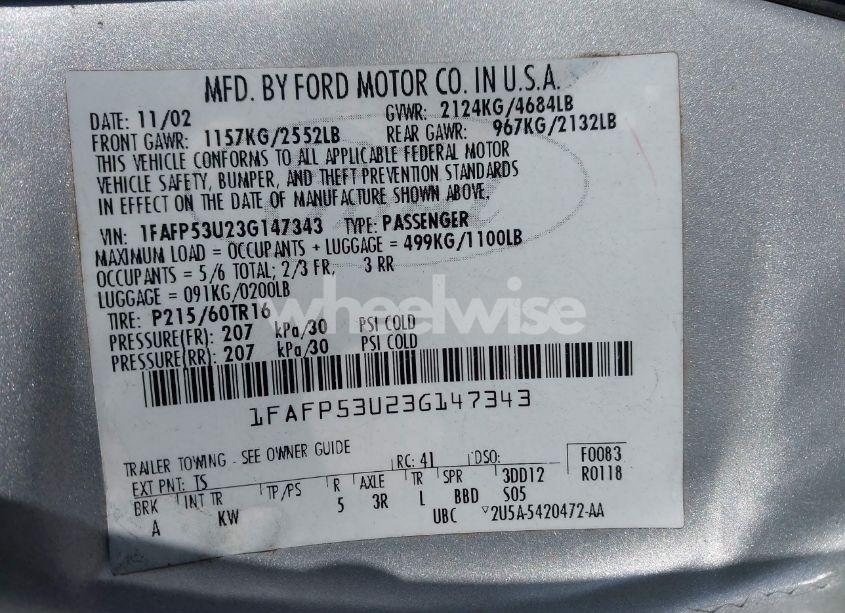 MFD. BY FORD MOTOR CO. IN U.S.A.
DATE: 11/02 GVWR: 2124KG/4684LB
FRONT GAWR: 1157KG/2552LB REAR GAWR: 967KG/2132LB
THIS VEHICLE CONFORMS TO ALL APPLICABLE FEDERAL MOTOR
VEHICLE SAFETY, BUMPER, AND THEFT PREVENTION STANDARDS
IN EFFECT ON THE DATE OF MANUFACTURE SHOWN ABOVE.
VIN: 1FAFP53U23G147343 TYPE: PASSENGER
MAXIMUM LOAD = OCCUPANTS + LUGGAGE = 499KG/1100LB
OCCUPANTS = 5/6 TOTAL; 2/3 FR, 3 RR
LUGGAGE = 091KG/0200LB
wheelwise
TIRE: P215/60TR16
PRESSURE(FR): 207 kPa/30 PSI COLD
PRESSURE(RR): 207 kPa/30 PSI COLD
1FAFP53U23G147343
TRAILER TOWING - SEE OWNER GUIDE
EXT PNT: TS RC: 41 DSO: F0083
BRK INT TR TP/PS R AXLE TR SPR 3DD12 R0118
A KW 5 3R L BBD S05
UBC ▽2U5A-5420472-AA